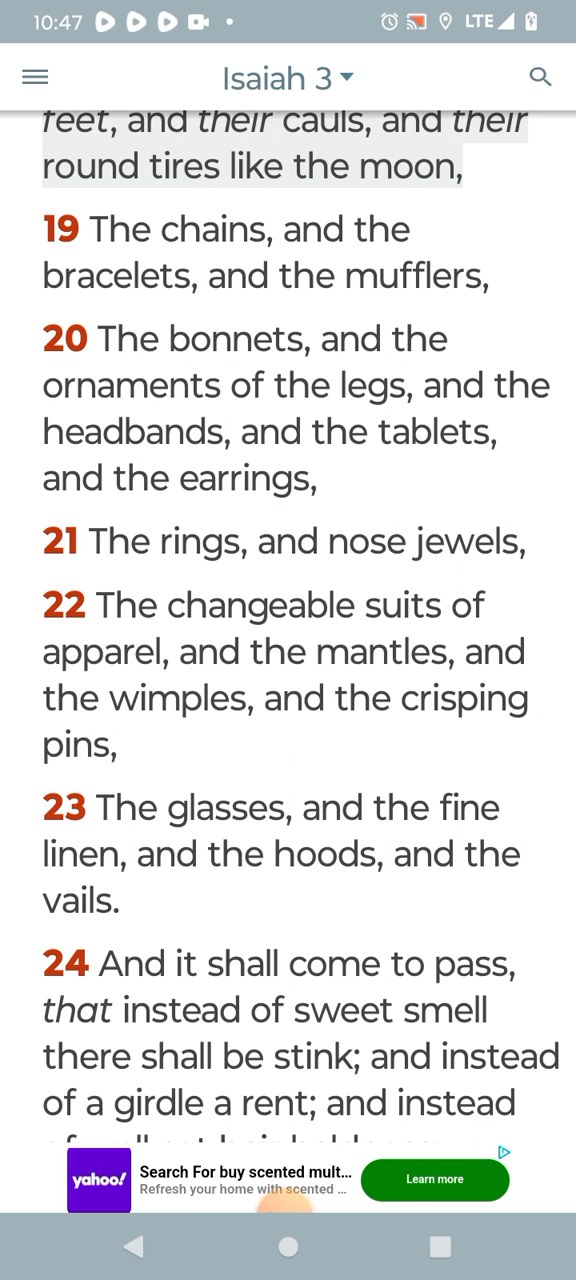 10:47
LTE
Isaiah 3
feet, and their cauls, and their
round tires like the moon,
19 The chains, and the
bracelets, and the mufflers,
20 The bonnets, and the
ornaments of the legs, and the
headbands, and the tablets,
and the earrings,
21 The rings, and nose jewels,
22 The changeable suits of
apparel, and the mantles, and
the wimples, and the crisping
pins,
23 The glasses, and the fine
linen, and the hoods, and the
vails.
24 And it shall come to pass,
that instead of sweet smell
there shall be stink; and instead
of a girdle a rent; and instead
yahoo!
Search For buy scented mult...
Refresh your home with scented ...
Learn more